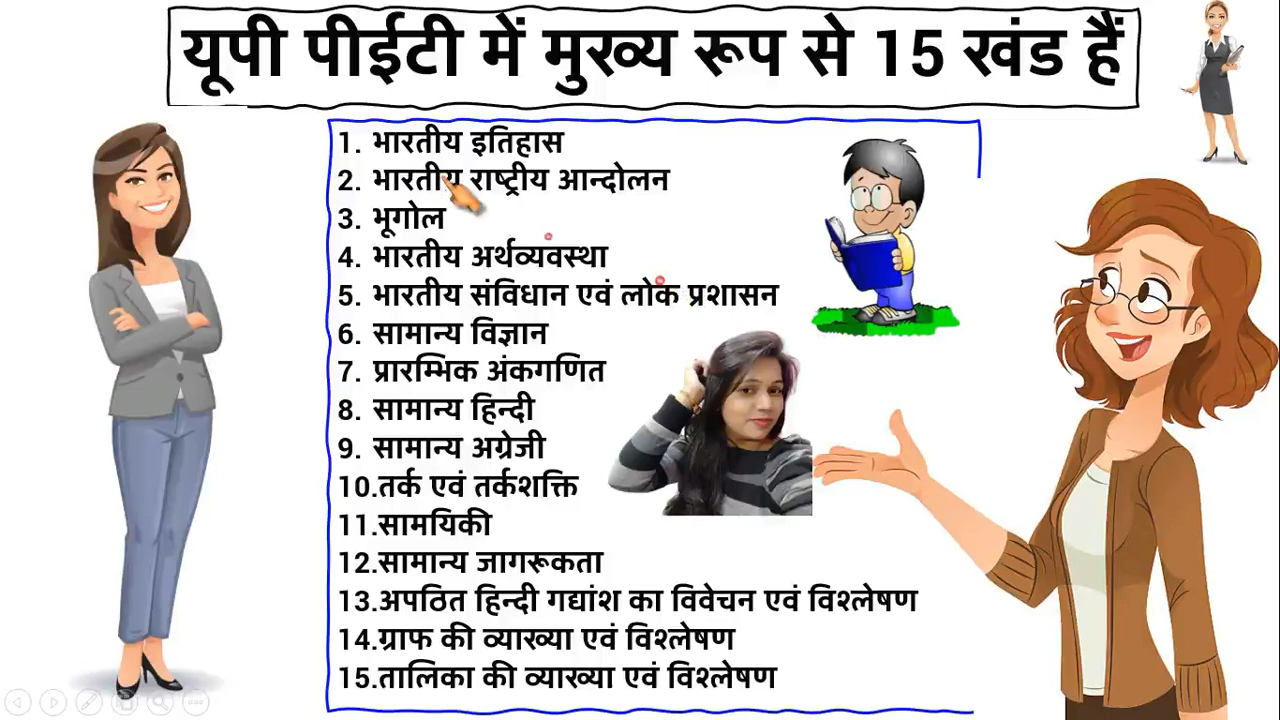 यूपी पीईटी में मुख्य रूप से 15 खंड हैं
1. भारतीय इतिहास
2. भारतीय राष्ट्रीय आन्दोलन
3. भूगोल
4. भारतीय अर्थव्यवस्था
5. भारतीय संविधान एवं लोक प्रशासन
6. सामान्य विज्ञान
7. प्रारम्भिक अंकगणित
8. सामान्य हिन्दी
9. सामान्य अग्रेजी
10.तर्क एवं तर्कशक्ति
11.सामयिकी
12.सामान्य जागरूकता
13.अपठित हिन्दी गद्यांश का विवेचन एवं विश्लेषण
14.ग्राफ की व्याख्या एवं विश्लेषण
15.तालिका की व्याख्या एवं विश्लेषण